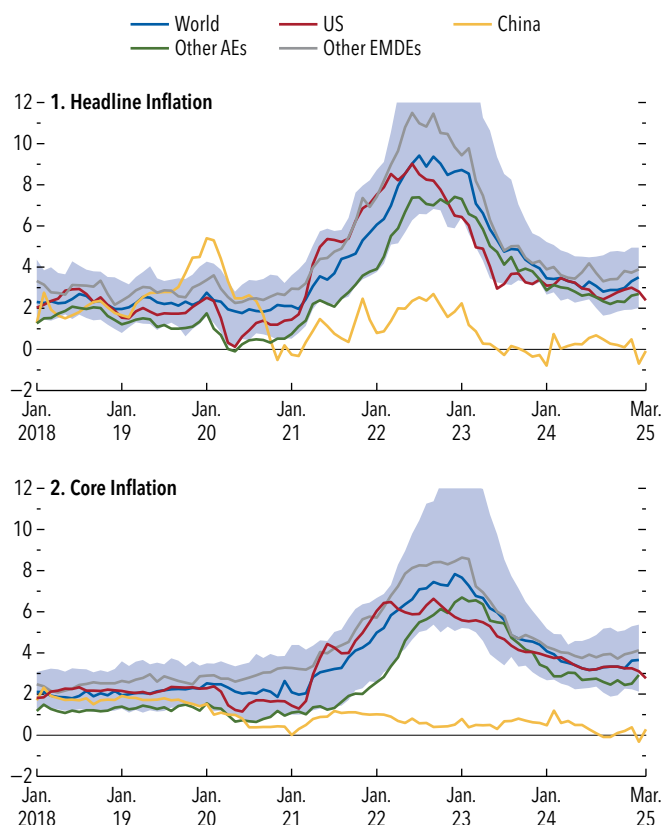 World US China
Other AEs Other EMDEs
1. Headline Inflation
12
10
8
6
4
2
0
−2
Jan. Jan. Jan. Jan. Jan. Jan. Jan. Mar.
2018 19 20 21 22 23 24 25
2. Core Inflation
12
10
8
6
4
2
0
−2
Jan. Jan. Jan. Jan. Jan. Jan. Jan. Mar.
2018 19 20 21 22 23 24 25